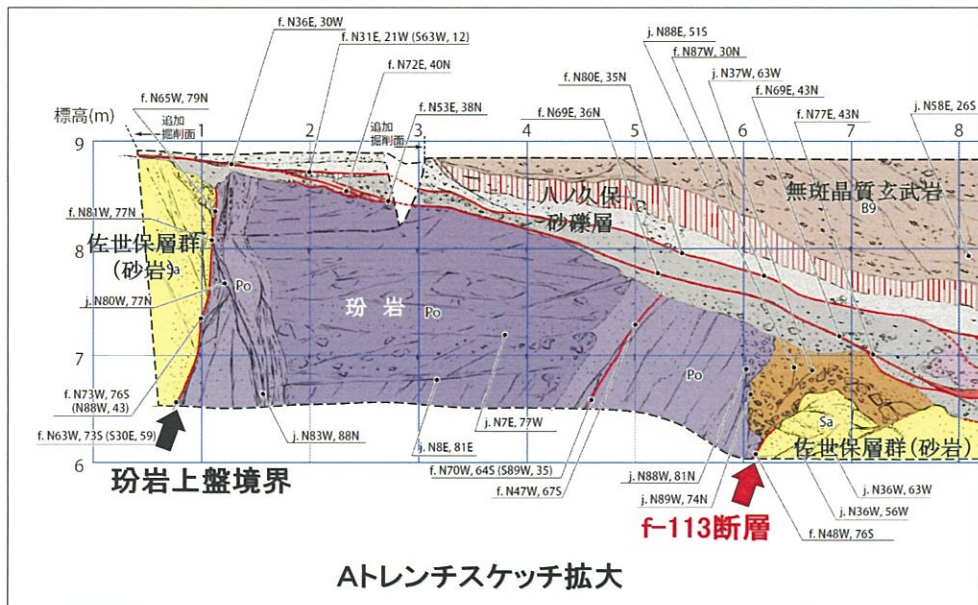 f. N36E, 30W
f. N31E, 21W (S63W, 12)
f. N72E, 40N
f. N53E, 38N
f. N65W, 79N
j. N88E, 51S
f. N87W, 30N
j. N37W, 63W
f. N80E, 35N
f. N69E, 43N
f. N69E, 36N
f. N77E, 43N
j. N58E, 26S
標高(m)
追加
掘削面
追加
掘削面
1
2
3
4
5
6
7
8
9
8
7
6
八ノ久保
砂礫層
無斑晶質玄武岩
B9
f. N81W, 77N
佐世保層群
(砂岩)
Sa
j. N80W, 77N
Po
玢岩
Po
Po
Sa
佐世保層群(砂岩)
f. N73W, 76S
(N88W, 43)
f. N63W, 73S (S30E, 59)
j. N83W, 88N
j. N8E, 81E
j. N7E, 77W
f. N70W, 64S (S89W, 35)
f. N47W, 67S
j. N88W, 81N
j. N89W, 74N
j. N36W, 63W
j. N36W, 56W
f. N48W, 76S
玢岩上盤境界
f-113断層
Aトレンチスケッチ拡大